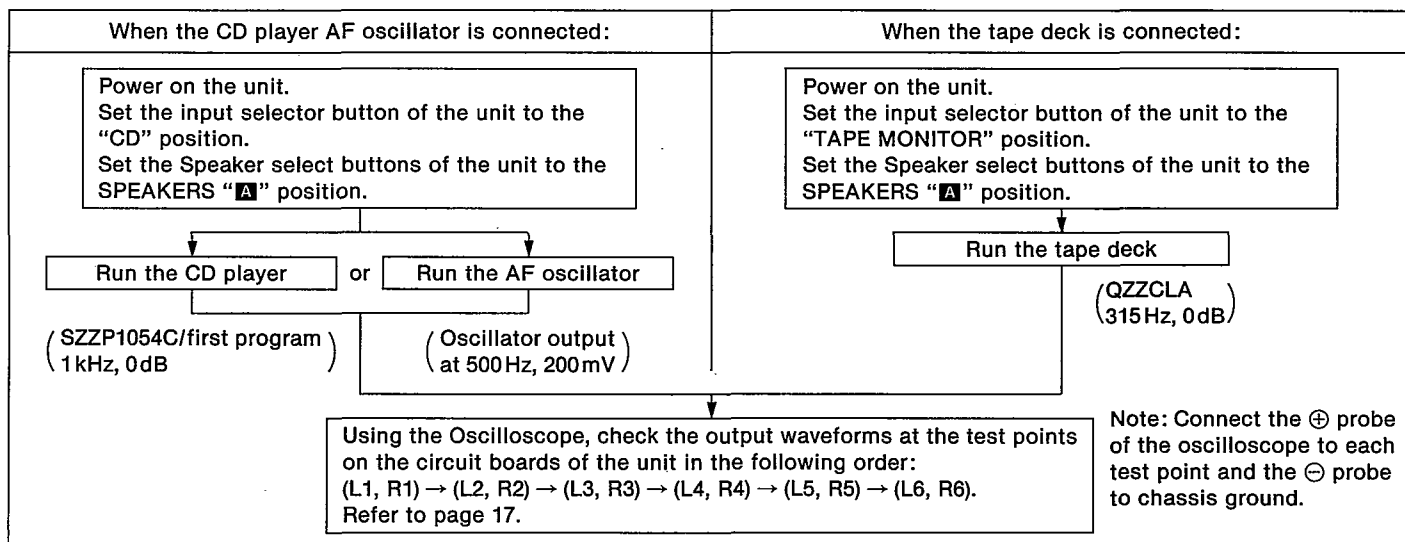 When the CD player AF oscillator is connected:
Power on the unit.
Set the input selector button of the unit to the
“CD” position.
Set the Speaker select buttons of the unit to the
SPEAKERS “A” position.
Run the CD player
or
Run the AF oscillator
(SZZP1054C/first program
1kHz, 0dB)
(Oscillator output
at 500Hz, 200mV)
When the tape deck is connected:
Power on the unit.
Set the input selector button of the unit to the
“TAPE MONITOR” position.
Set the Speaker select buttons of the unit to the
SPEAKERS “A” position.
Run the tape deck
(QZZCLA
315Hz, 0dB)
Using the Oscilloscope, check the output waveforms at the test points
on the circuit boards of the unit in the following order:
(L1, R1) → (L2, R2) → (L3, R3) → (L4, R4) → (L5, R5) → (L6, R6).
Refer to page 17.
Note: Connect the ⊕ probe
of the oscilloscope to each
test point and the ⊖ probe
to chassis ground.